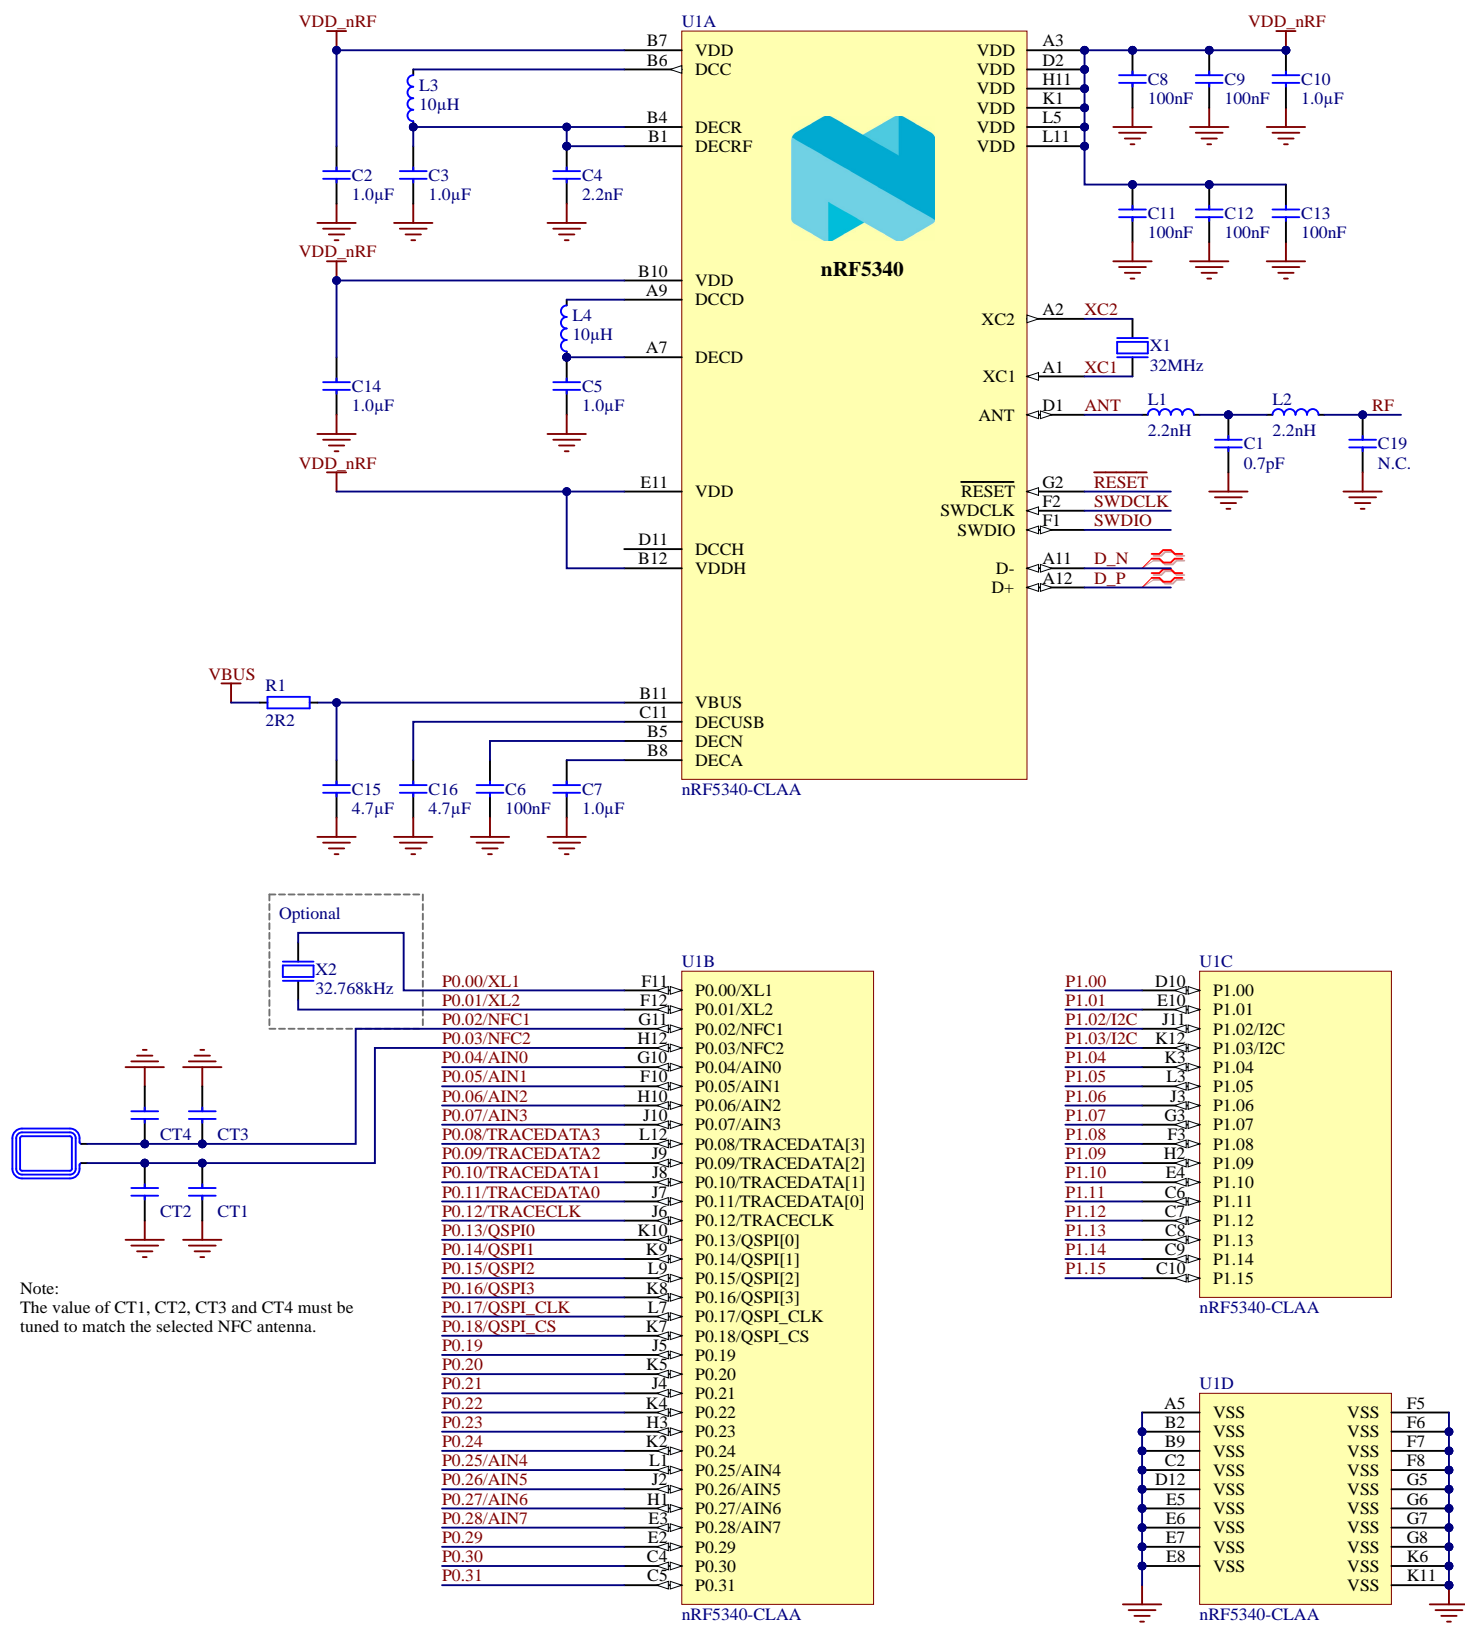 VDD_nRF
U1A
VDD_nRF
B7 VDD
B6 DCC
L3
10µH
B4 DECR
B1 DECRF
C2
1.0µF
C3
1.0µF
C4
2.2nF
VDD_nRF
B10 VDD
A9 DCCD
L4
10µH
A7 DECD
C14
1.0µF
C5
1.0µF
VDD_nRF
E11 VDD
D11 DCCH
B12 VDDH
VBUS
R1
2R2
B11 VBUS
C11 DECUSB
B5 DECN
B8 DECA
C15
4.7µF
C16
4.7µF
C6
100nF
C7
1.0µF
nRF5340
nRF5340-CLAA
VDD A3
VDD D2
VDD H11
VDD K1
VDD L5
VDD L11
C8
100nF
C9
100nF
C10
1.0µF
C11
100nF
C12
100nF
C13
100nF
XC2 A2 XC2
X1
32MHz
XC1 A1 XC1
ANT D1 ANT
L1
2.2nH
L2
2.2nH
RF
C1
0.7pF
C19
N.C.
RESET G2 RESET
SWDCLK F2 SWDCLK
SWDIO F1 SWDIO
D- A11 D_N
D+ A12 D_P
Optional
X2
32.768kHz
U1B
P0.00/XL1 F11 P0.00/XL1
P0.01/XL2 F12 P0.01/XL2
P0.02/NFC1 G11 P0.02/NFC1
P0.03/NFC2 H12 P0.03/NFC2
P0.04/AIN0 G10 P0.04/AIN0
P0.05/AIN1 F10 P0.05/AIN1
P0.06/AIN2 H10 P0.06/AIN2
P0.07/AIN3 J10 P0.07/AIN3
P0.08/TRACEDATA3 L12 P0.08/TRACEDATA[3]
P0.09/TRACEDATA2 J9 P0.09/TRACEDATA[2]
P0.10/TRACEDATA1 J8 P0.10/TRACEDATA[1]
P0.11/TRACEDATA0 J7 P0.11/TRACEDATA[0]
P0.12/TRACECLK J6 P0.12/TRACECLK
P0.13/QSPI0 K10 P0.13/QSPI[0]
P0.14/QSPI1 K9 P0.14/QSPI[1]
P0.15/QSPI2 L9 P0.15/QSPI[2]
P0.16/QSPI3 K8 P0.16/QSPI[3]
P0.17/QSPI_CLK L7 P0.17/QSPI_CLK
P0.18/QSPI_CS K7 P0.18/QSPI_CS
P0.19 J5 P0.19
P0.20 K5 P0.20
P0.21 J4 P0.21
P0.22 K4 P0.22
P0.23 H3 P0.23
P0.24 K2 P0.24
P0.25/AIN4 L1 P0.25/AIN4
P0.26/AIN5 J2 P0.26/AIN5
P0.27/AIN6 H1 P0.27/AIN6
P0.28/AIN7 E3 P0.28/AIN7
P0.29 E2 P0.29
P0.30 C4 P0.30
P0.31 C5 P0.31
nRF5340-CLAA
CT4
CT3
CT2
CT1
Note:
The value of CT1, CT2, CT3 and CT4 must be
tuned to match the selected NFC antenna.
U1C
P1.00 D10 P1.00
P1.01 E10 P1.01
P1.02/I2C J11 P1.02/I2C
P1.03/I2C K12 P1.03/I2C
P1.04 K3 P1.04
P1.05 L3 P1.05
P1.06 J3 P1.06
P1.07 G3 P1.07
P1.08 F3 P1.08
P1.09 H2 P1.09
P1.10 E4 P1.10
P1.11 C6 P1.11
P1.12 C7 P1.12
P1.13 C8 P1.13
P1.14 C9 P1.14
P1.15 C10 P1.15
nRF5340-CLAA
U1D
A5 VSS VSS F5
B2 VSS VSS F6
B9 VSS VSS F7
C2 VSS VSS F8
D12 VSS VSS G5
E5 VSS VSS G6
E6 VSS VSS G7
E7 VSS VSS G8
E8 VSS VSS K6
VSS K11
nRF5340-CLAA